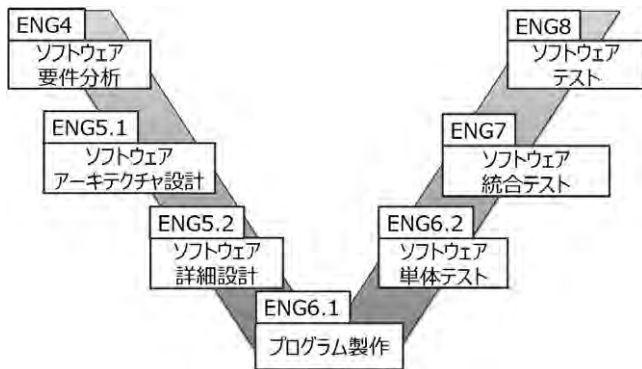 ENG4
ソフトウェア
要件分析
ENG5.1
ソフトウェア
アーキテクチャ設計
ENG5.2
ソフトウェア
詳細設計
ENG6.1
プログラム製作
ENG6.2
ソフトウェア
単体テスト
ENG7
ソフトウェア
統合テスト
ENG8
ソフトウェア
テスト